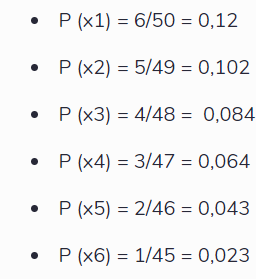 • P (x1) = 6/50 = 0,12
• P (x2) = 5/49 = 0,102
• P (x3) = 4/48 =  0,084
• P (x4) = 3/47 = 0,064
• P (x5) = 2/46 = 0,043
• P (x6) = 1/45 = 0,023